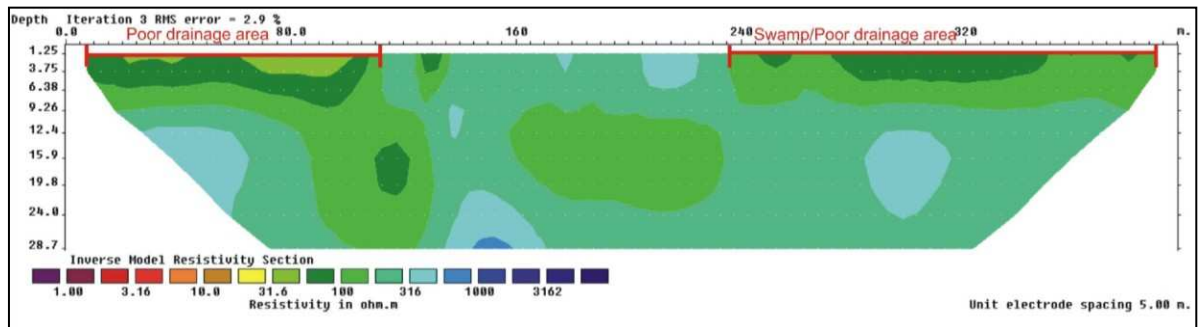 Depth Iteration 3 RMS error = 2.9 %
0.0 80.0 160 240 320 m.
Poor drainage area Swamp/Poor drainage area
1.25
3.75
6.38
9.26
12.4
15.9
19.8
24.0
28.7
Inverse Model Resistivity Section
1.00 3.16 10.0 31.6 100 316 1000 3162
Resistivity in ohm.m Unit electrode spacing 5.00 m.